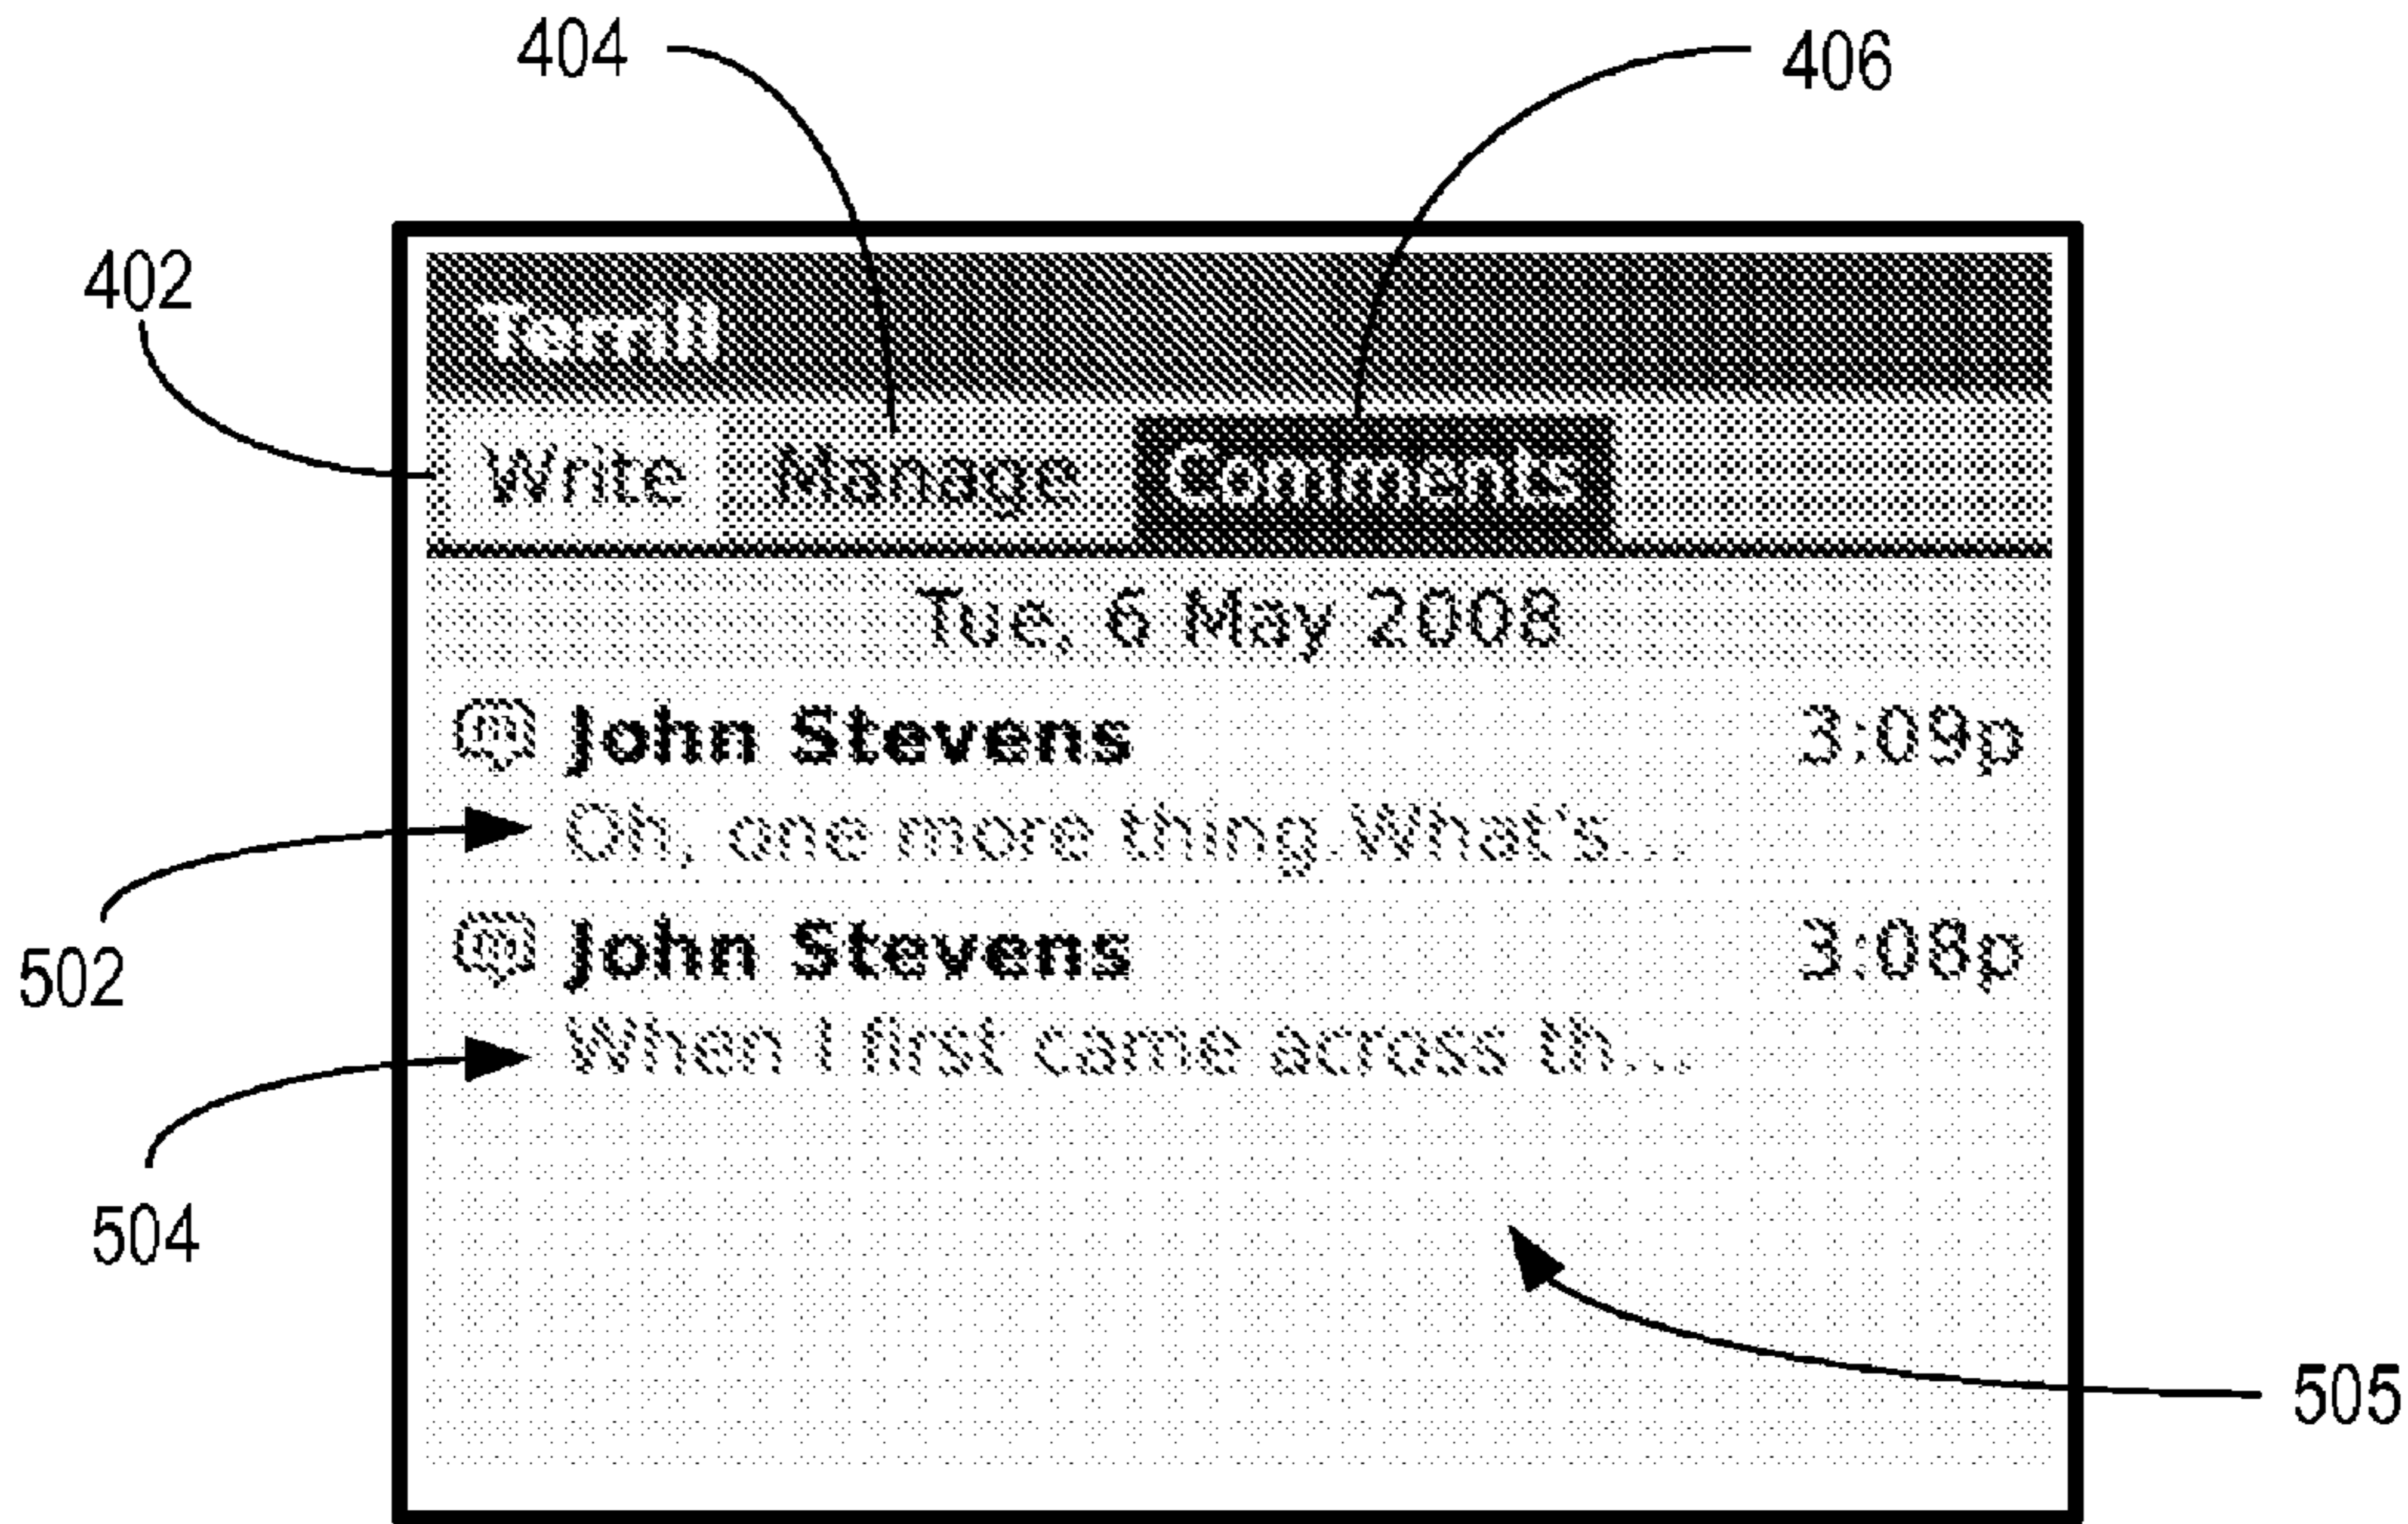 404
406
402
Terrill
Write Manage Comments
Tue, 6 May 2008
John Stevens 3:09p
Oh, one more thing. What's...
502
John Stevens 3:08p
When I first came across th...
504
505